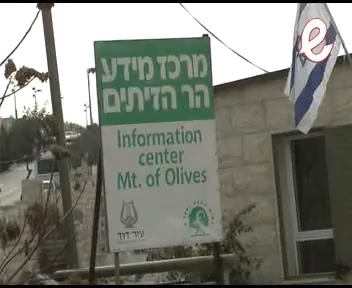 מרכז מידע
הר הזיתים
Information
center
Mt. of Olives
עיר דוד
e